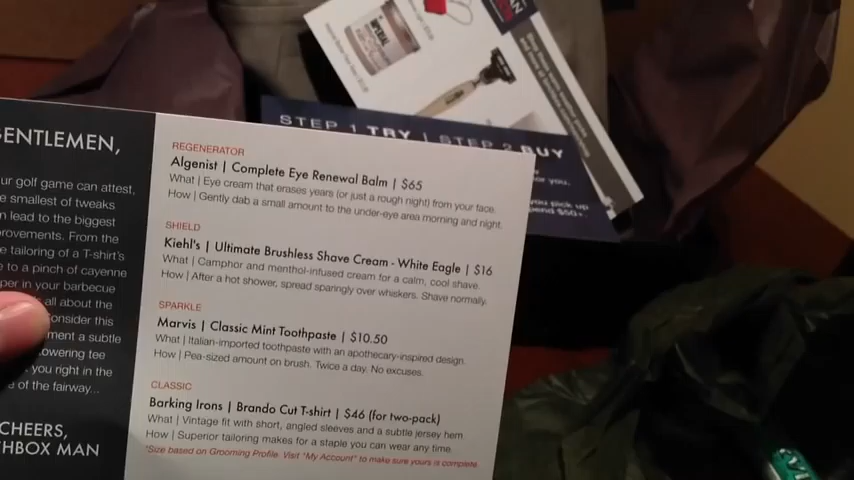 STEP 1 TRY | STEP 2 BUY
GENTLEMEN,
ur golf game can attest,
e smallest of tweaks
n lead to the biggest
rovements. From the
e tailoring of a T-shirt's
e to a pinch of cayenne
per in your barbecue
all about the
onsider this
ment a subtle
owering tee
you right in the
e of the fairway...
CHEERS,
HBOX MAN
REGENERATOR
Algenist | Complete Eye Renewal Balm | $65
What | Eye cream that erases years (or just a rough night) from your face.
How | Gently dab a small amount to the under-eye area morning and night.
SHIELD
Kiehl's | Ultimate Brushless Shave Cream - White Eagle | $16
What | Camphor and menthol-infused cream for a calm, cool shave.
How | After a hot shower, spread sparingly over whiskers. Shave normally.
SPARKLE
Marvis | Classic Mint Toothpaste | $10.50
What | Italian-imported toothpaste with an apothecary-inspired design.
How | Pea-sized amount on brush. Twice a day. No excuses.
CLASSIC
Barking Irons | Brando Cut T-shirt | $46 (for two-pack)
What | Vintage fit with short, angled sleeves and a subtle jersey hem.
How | Superior tailoring makes for a staple you can wear any time.
*Size based on Grooming Profile. Visit "My Account" to make sure yours is complete.